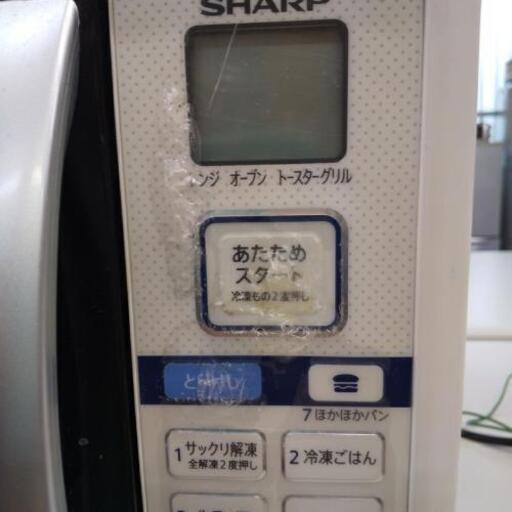 SHARP
レンジ オーブン トースターグリル
あたため
スタート
冷凍もの2度押し
とりけし
7 ほかほかパン
1 サックリ解凍
全解凍2度押し
2 冷凍ごはん